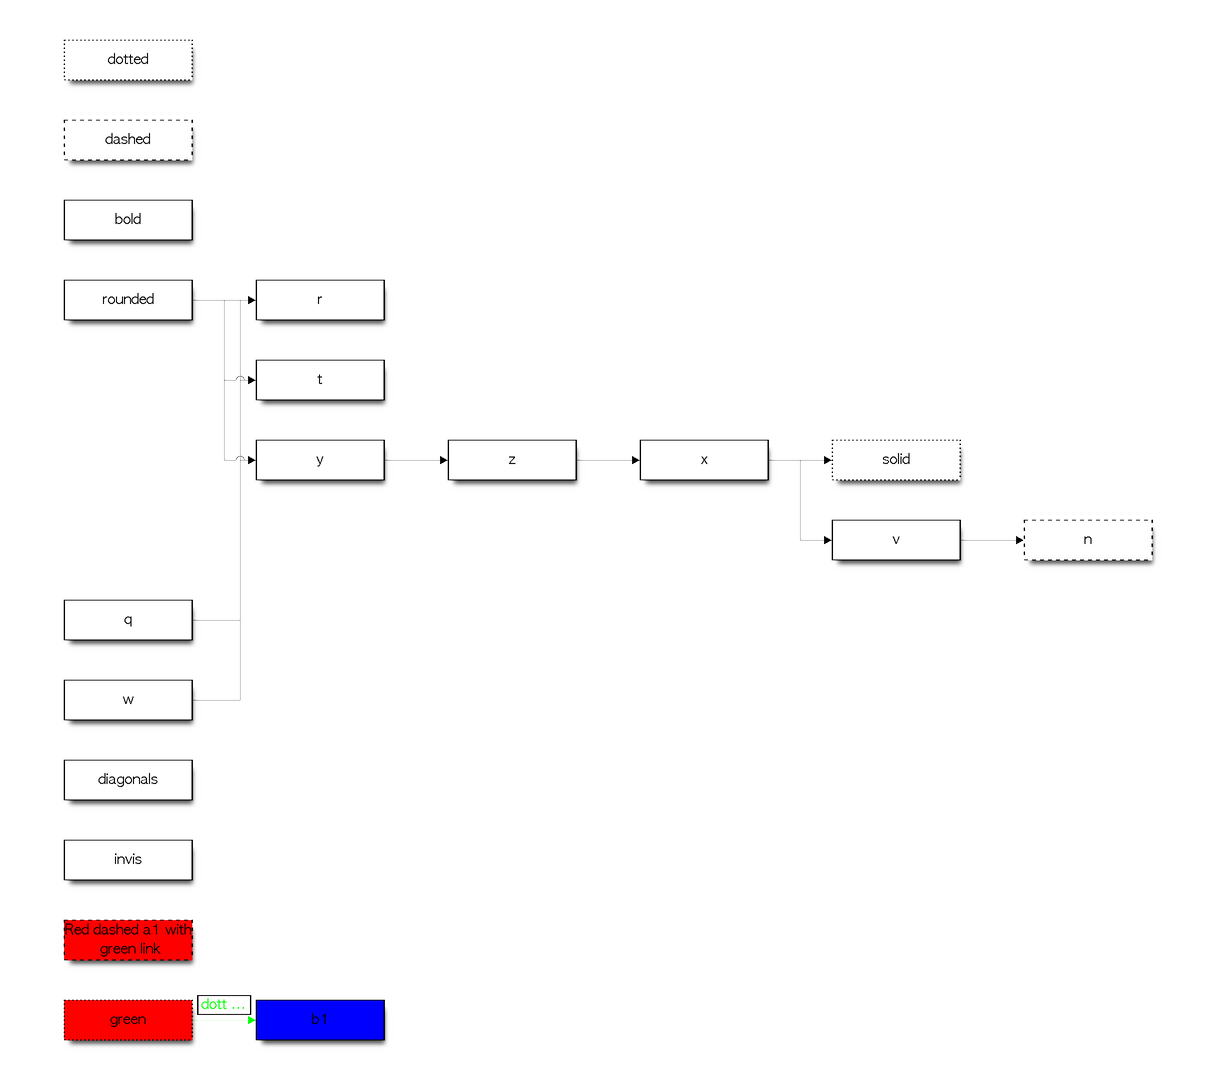 dotted
dashed
bold
rounded
r
t
y
z
x
solid
v
n
q
w
diagonals
invis
Red dashed a1 with
green link
green
dott ...
b1